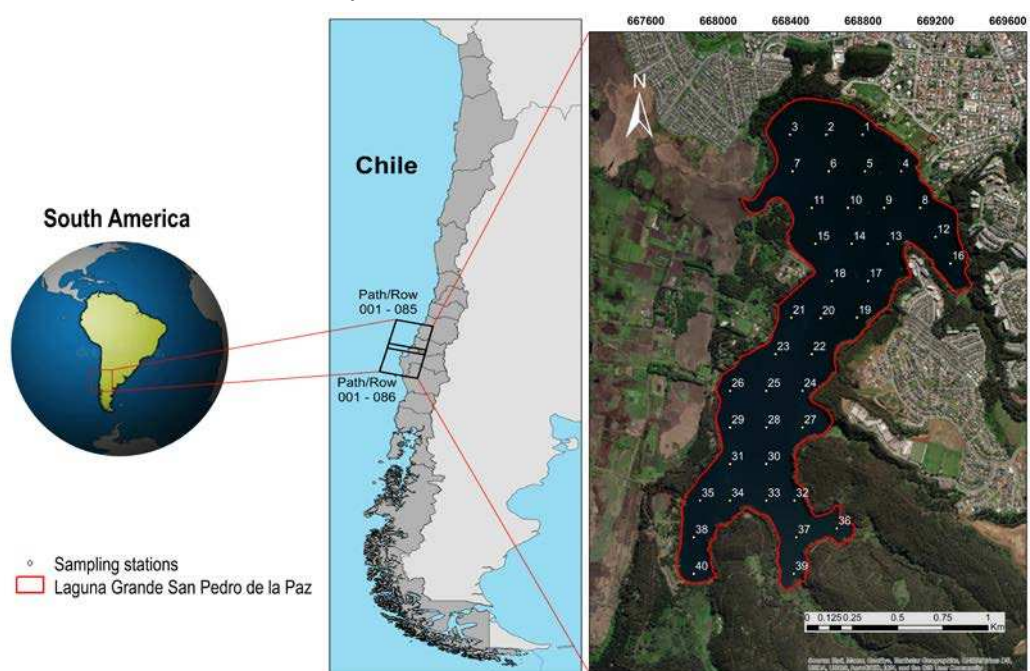 667600 668000 668400 668800 669200 669600
N
Chile
South America
Path/Row
001 - 085
Path/Row
001 - 086
3 2 1
7 6 5 4
11 10 9 8
15 14 13 12
16
18 17
21 20 19
23 22
26 25 24
29 28 27
31 30
35 34 33 32
38 37 36
40 39
Sampling stations
Laguna Grande San Pedro de la Paz
0 0.125 0.25 0.5 0.75 1
Km